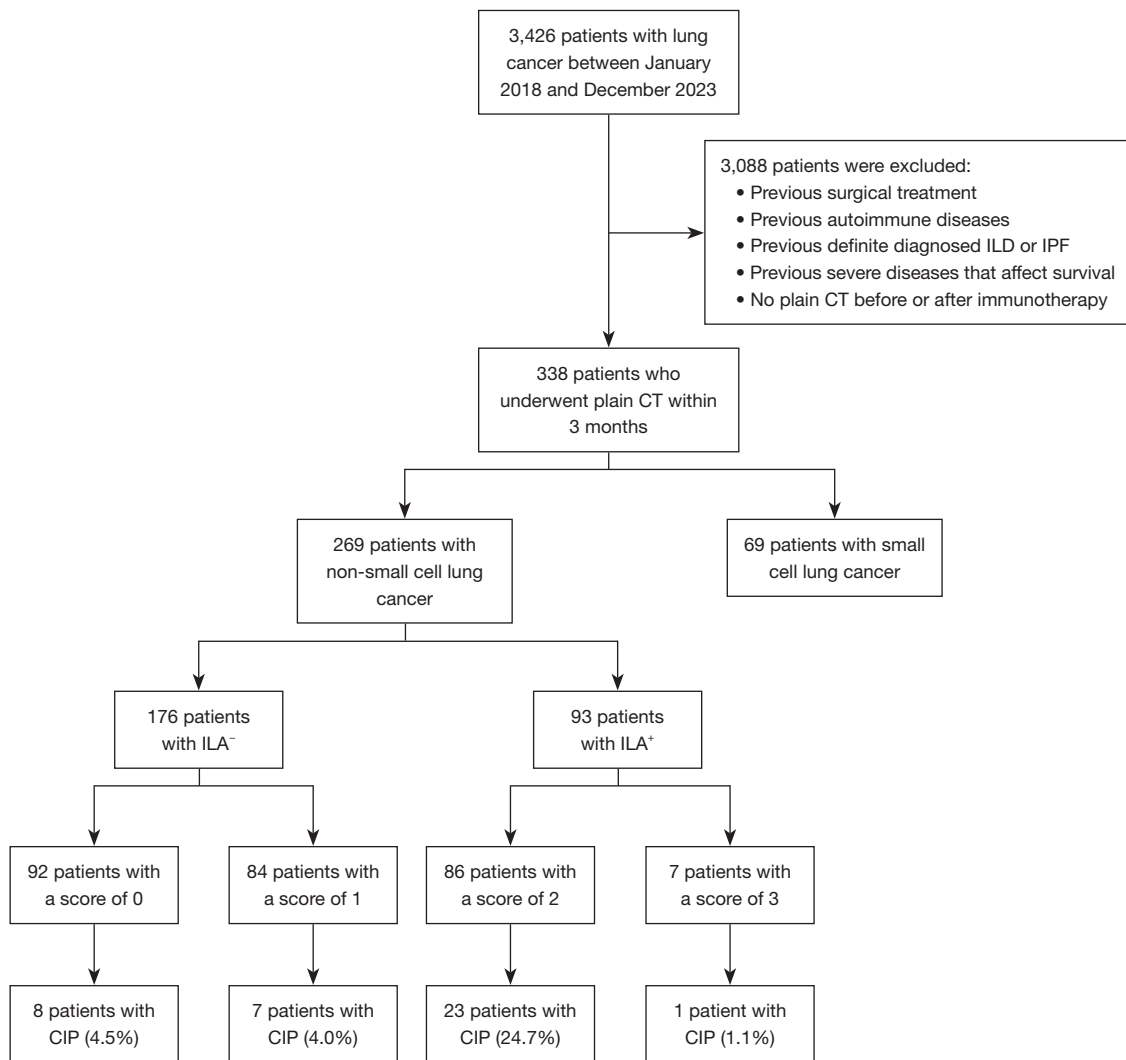 3,426 patients with lung
cancer between January
2018 and December 2023
3,088 patients were excluded:
• Previous surgical treatment
• Previous autoimmune diseases
• Previous definite diagnosed ILD or IPF
• Previous severe diseases that affect survival
• No plain CT before or after immunotherapy
338 patients who
underwent plain CT within
3 months
269 patients with
non-small cell lung
cancer
69 patients with small
cell lung cancer
176 patients
with ILA⁻
93 patients
with ILA⁺
92 patients with
a score of 0
84 patients with
a score of 1
86 patients with
a score of 2
7 patients with
a score of 3
8 patients with
CIP (4.5%)
7 patients with
CIP (4.0%)
23 patients with
CIP (24.7%)
1 patient with
CIP (1.1%)